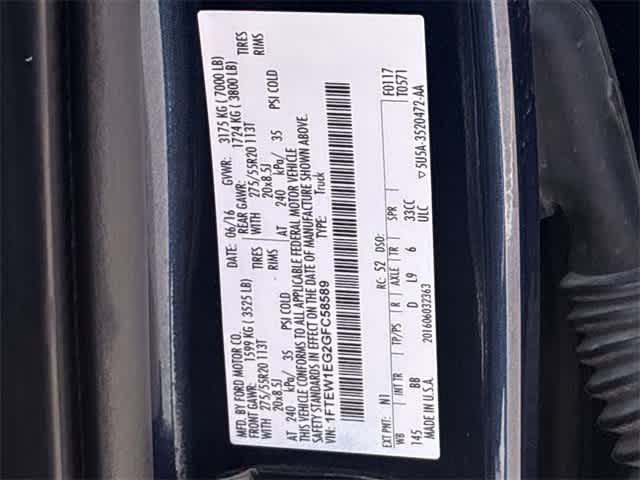 MFD. BY FORD MOTOR CO.
DATE: 06/16 GVWR: 3175 KG ( 7000 LB)
FRONT GAWR: 1599 KG ( 3525 LB)
REAR GAWR: 1724 KG ( 3800 LB)
WITH 275/55R20 113T TIRES
WITH 275/55R20 113T TIRES
20x8.5J RIMS
20x8.5J RIMS
AT 240 kPa/ 35 PSI COLD
AT 240 kPa/ 35 PSI COLD
THIS VEHICLE CONFORMS TO ALL APPLICABLE FEDERAL MOTOR VEHICLE
SAFETY STANDARDS IN EFFECT ON THE DATE OF MANUFACTURE SHOWN ABOVE.
VIN: 1FTEW1EG2GFC58589
TYPE: Truck
F0117
T0571
EXT PNT: N1 RC: 52 DSO:
WB INT TR TP/PS R AXLE TR SPR
145 BB D L9 6 33CC
ULC
MADE IN U.S.A. 201606032363
▽ 5U5A-3520472-AA